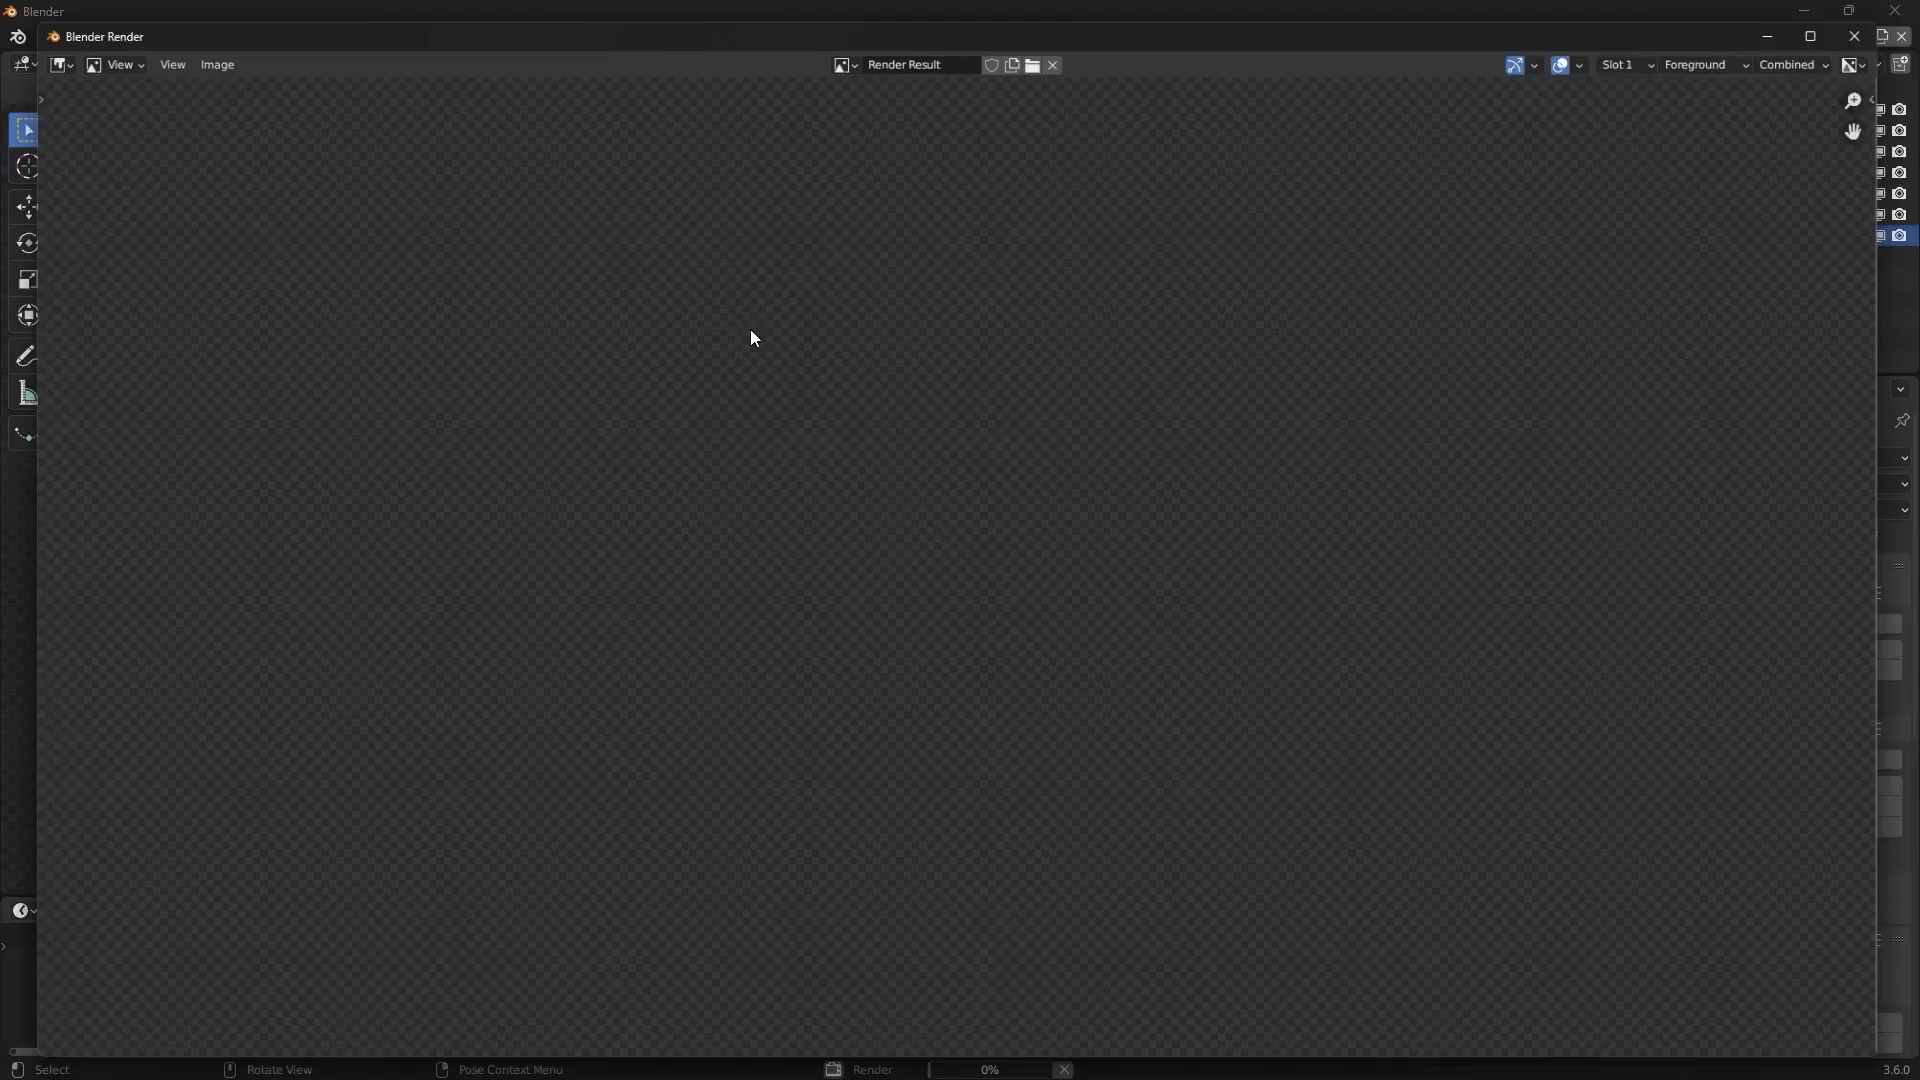 Blender
Blender Render
View
View
Image
Render Result
Slot 1
Foreground
Combined
Select
Rotate View
Pose Context Menu
Render
0%
3.6.0